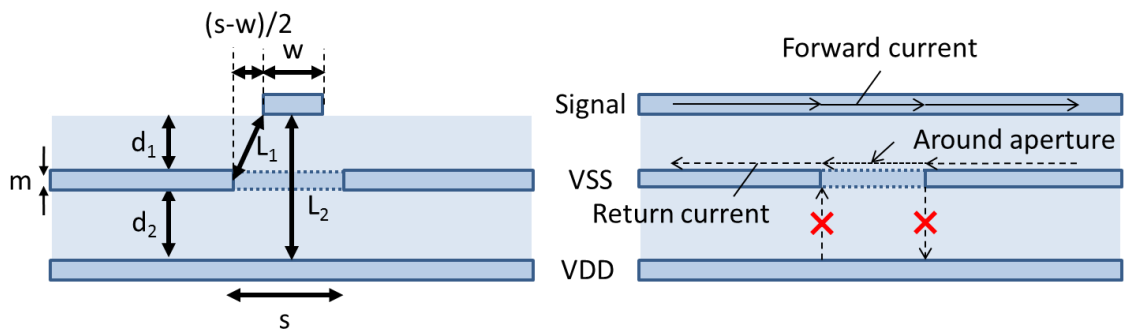 (s-w)/2
w
d1
L1
m
L2
d2
s
Forward current
Signal
Around aperture
VSS
Return current
VDD